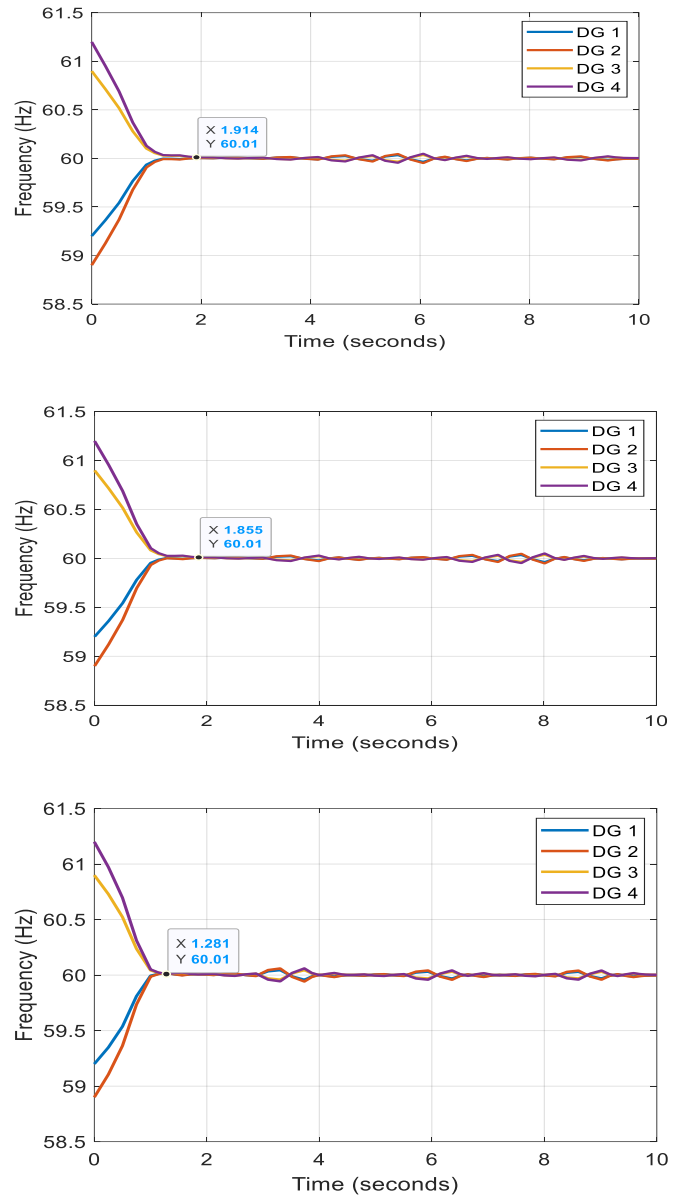 61.5
61
60.5
60
59.5
59
58.5
Frequency (Hz)
DG 1
DG 2
DG 3
DG 4
X 1.914
Y 60.01
0 2 4 6 8 10
Time (seconds)
61.5
61
60.5
60
59.5
59
58.5
Frequency (Hz)
DG 1
DG 2
DG 3
DG 4
X 1.855
Y 60.01
0 2 4 6 8 10
Time (seconds)
61.5
61
60.5
60
59.5
59
58.5
Frequency (Hz)
DG 1
DG 2
DG 3
DG 4
X 1.281
Y 60.01
0 2 4 6 8 10
Time (seconds)